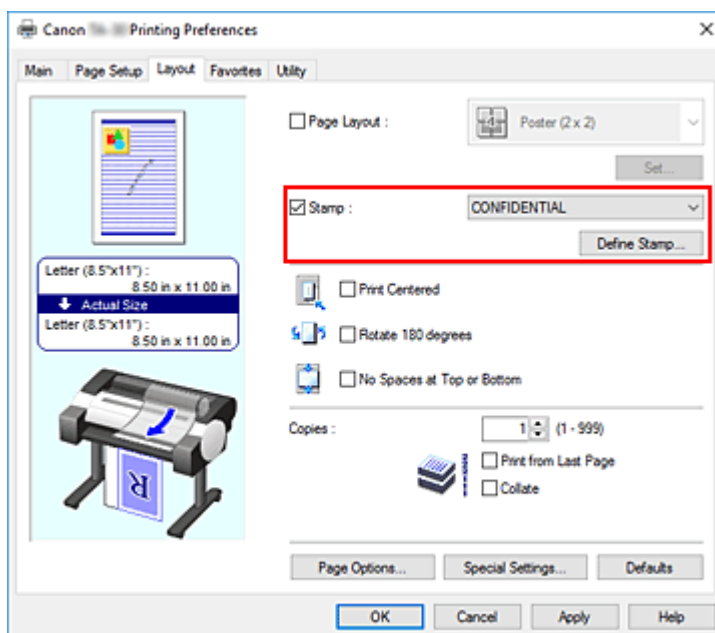 Canon Printing Preferences
Main Page Setup Layout Favorites Utility
Page Layout : Poster (2 x 2)
Set...
Stamp : CONFIDENTIAL
Define Stamp...
Letter (8.5"x11") :
8.50 in x 11.00 in
Actual Size
Letter (8.5"x11") :
8.50 in x 11.00 in
Print Centered
Rotate 180 degrees
No Spaces at Top or Bottom
Copies : 1 (1 - 999)
Print from Last Page
Collate
R
Page Options... Special Settings... Defaults
OK Cancel Apply Help